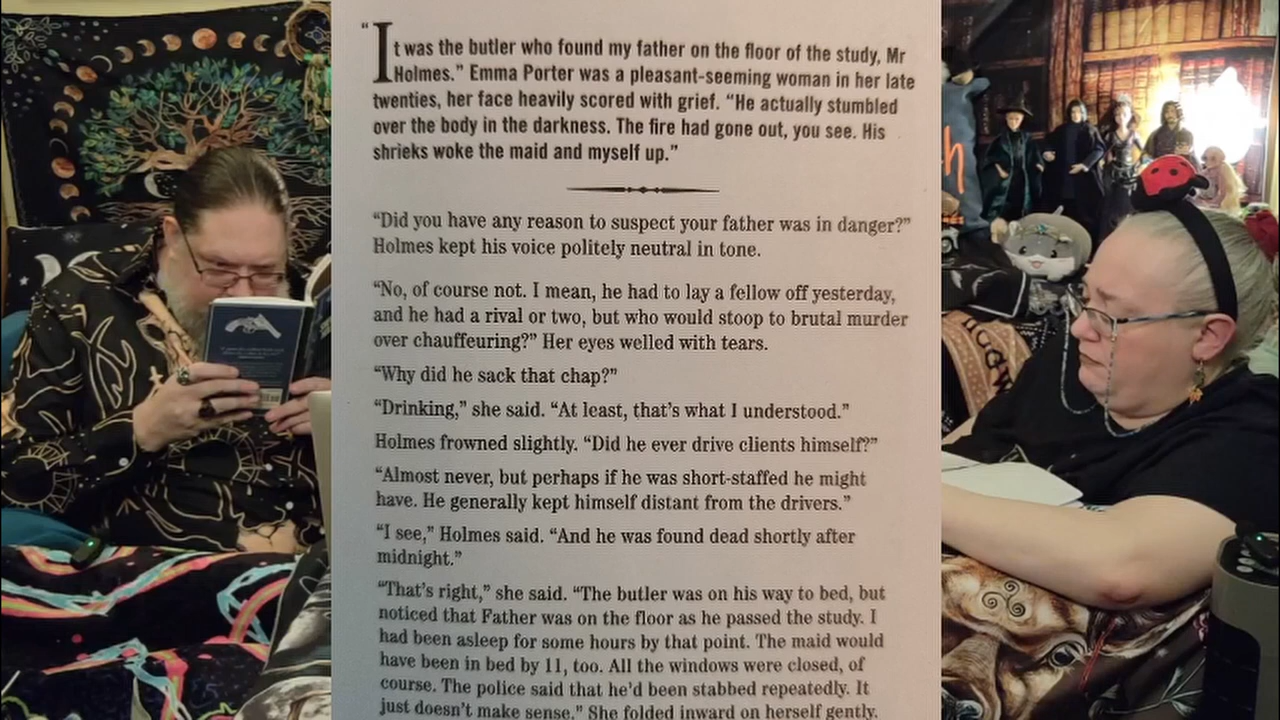 “It was the butler who found my father on the floor of the study, Mr
Holmes.” Emma Porter was a pleasant-seeming woman in her late
twenties, her face heavily scored with grief. “He actually stumbled
over the body in the darkness. The fire had gone out, you see. His
shrieks woke the maid and myself up.”
“Did you have any reason to suspect your father was in danger?”
Holmes kept his voice politely neutral in tone.
“No, of course not. I mean, he had to lay a fellow off yesterday,
and he had a rival or two, but who would stoop to brutal murder
over chauffeuring?” Her eyes welled with tears.
“Why did he sack that chap?”
“Drinking,” she said. “At least, that’s what I understood.”
Holmes frowned slightly. “Did he ever drive clients himself?”
“Almost never, but perhaps if he was short-staffed he might
have. He generally kept himself distant from the drivers.”
“I see,” Holmes said. “And he was found dead shortly after
midnight.”
“That’s right,” she said. “The butler was on his way to bed, but
noticed that Father was on the floor as he passed the study. I
had been asleep for some hours by that point. The maid would
have been in bed by 11, too. All the windows were closed, of
course. The police said that he’d been stabbed repeatedly. It
just doesn’t make sense.” She folded inward on herself gently.